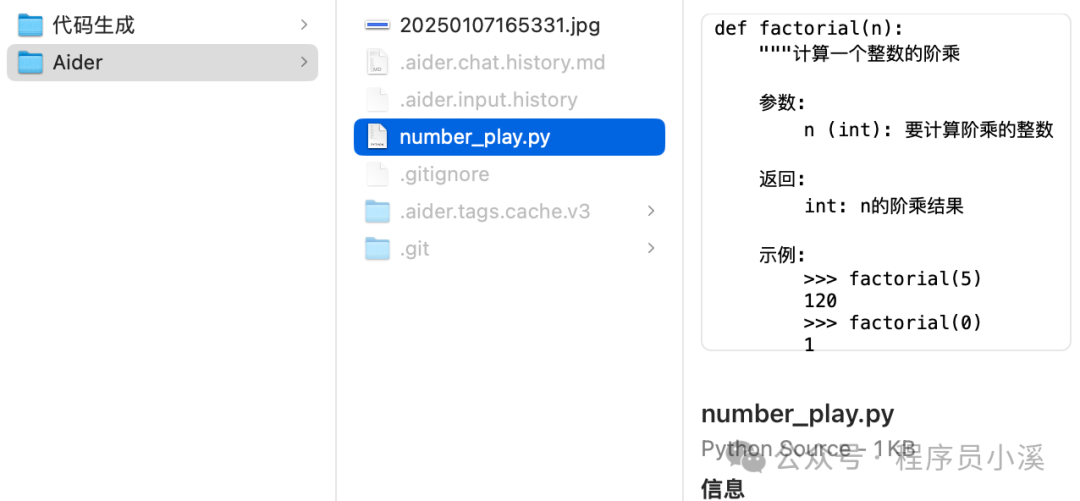 代码生成
Aider
20250107165331.jpg
.aider.chat.history.md
.aider.input.history
number_play.py
.gitignore
.aider.tags.cache.v3
.git
def factorial(n):
"""计算一个整数的阶乘
参数:
n (int): 要计算阶乘的整数
返回:
int: n的阶乘结果
示例:
>>> factorial(5)
120
>>> factorial(0)
1
number_play.py
Python Source - 1KB
公众号 · 程序员小溪
信息